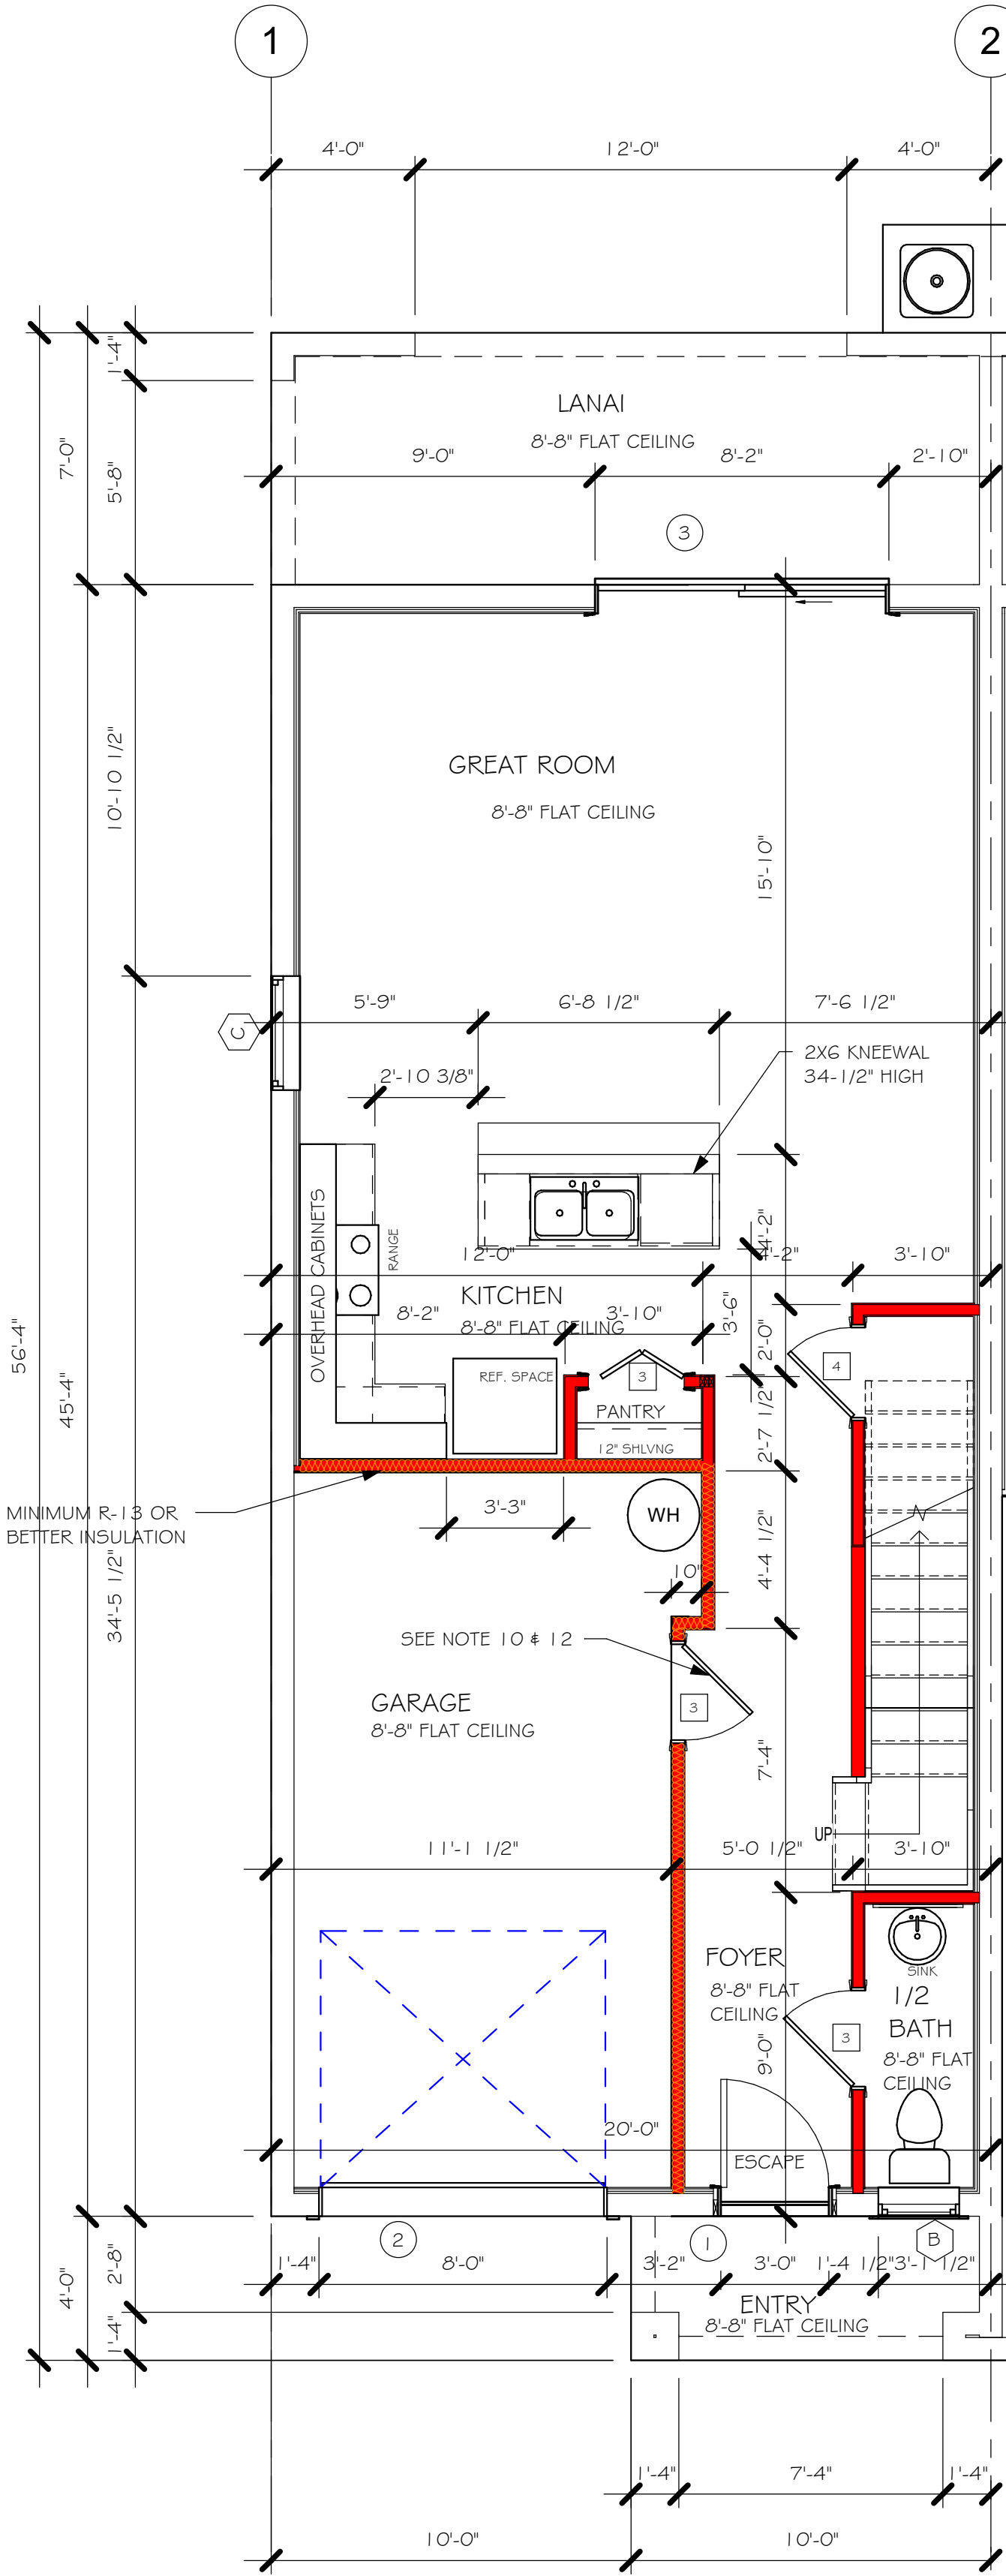 1
2
4'-0"
12'-0"
4'-0"
1'-4"
LANAI
8'-8" FLAT CEILING
7'-0"
5'-8"
9'-0"
8'-2"
2'-10"
3
GREAT ROOM
8'-8" FLAT CEILING
10'-10 1/2"
15'-10"
C
5'-9"
6'-8 1/2"
7'-6 1/2"
2X6 KNEEWAL
34-1/2" HIGH
2'-10 3/8"
OVERHEAD CABINETS
RANGE
4'-2"
12'-0"
4'-2"
3'-10"
KITCHEN
8'-8" FLAT CEILING
8'-2"
3'-10"
3'-6"
2'-0"
56'-4"
45'-4"
REF. SPACE
3
4
PANTRY
12" SHLVNG
2'-7 1/2"
MINIMUM R-13 OR
BETTER INSULATION
3'-3"
WH
4'-4 1/2"
34'-5 1/2"
10"
SEE NOTE 10 & 12
GARAGE
8'-8" FLAT CEILING
3
7'-4"
UP
11'-1 1/2"
5'-0 1/2"
3'-10"
FOYER
8'-8" FLAT
CEILING
SINK
1/2
BATH
8'-8" FLAT
CEILING
3
9'-0"
20'-0"
ESCAPE
2
1
B
1'-4"
8'-0"
3'-2"
3'-0"
1'-4 1/2"
3'-1 1/2"
4'-0"
2'-8"
1'-4"
ENTRY
8'-8" FLAT CEILING
1'-4"
7'-4"
1'-4"
10'-0"
10'-0"